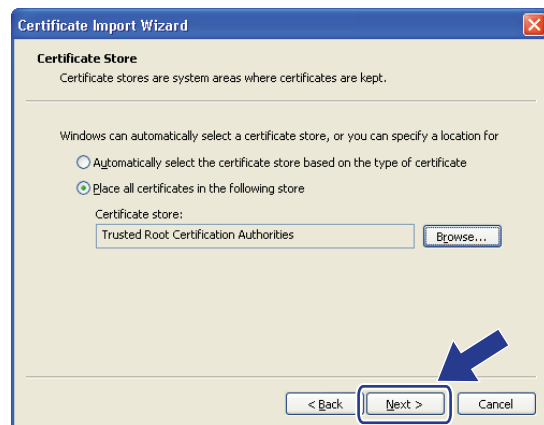 Certificate Import Wizard
Certificate Store
Certificate stores are system areas where certificates are kept.
Windows can automatically select a certificate store, or you can specify a location for
Automatically select the certificate store based on the type of certificate
Place all certificates in the following store
Certificate store:
Trusted Root Certification Authorities
Browse...
< Back
Next >
Cancel